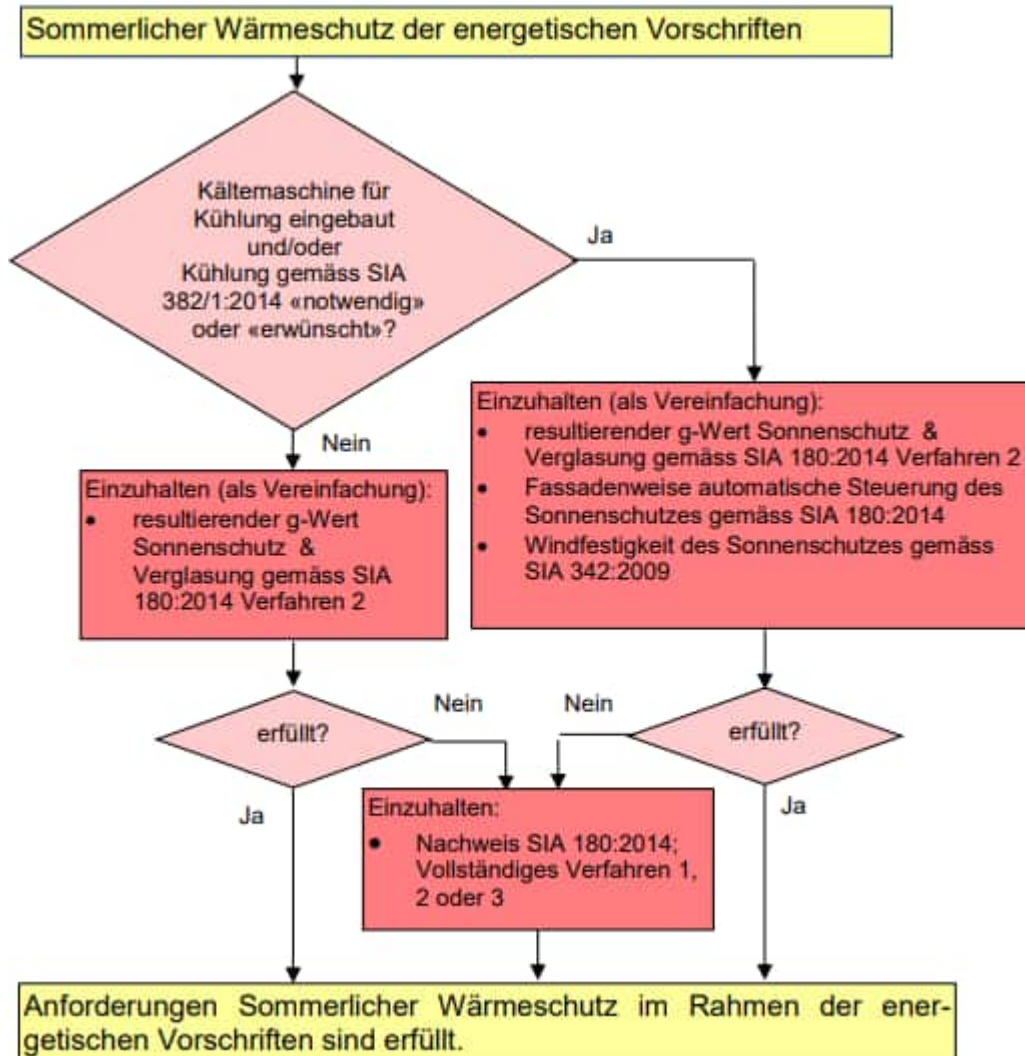 Sommerlicher Wärmeschutz der energetischen Vorschriften
Kältemaschine für
Kühlung eingebaut
und/oder
Kühlung gemäss SIA
382/1:2014 «notwendig»
oder «erwünscht»?
Ja
Nein
Einzuhalten (als Vereinfachung):
• resultierender g-Wert
Sonnenschutz &
Verglasung gemäss SIA
180:2014 Verfahren 2
Einzuhalten (als Vereinfachung):
• resultierender g-Wert Sonnenschutz &
Verglasung gemäss SIA 180:2014 Verfahren 2
• Fassadenweise automatische Steuerung des
Sonnenschutzes gemäss SIA 180:2014
• Windfestigkeit des Sonnenschutzes gemäss
SIA 342:2009
erfüllt?
Nein
Nein
erfüllt?
Ja
Einzuhalten:
• Nachweis SIA 180:2014;
Vollständiges Verfahren 1,
2 oder 3
Ja
Anforderungen Sommerlicher Wärmeschutz im Rahmen der ener-
getischen Vorschriften sind erfüllt.